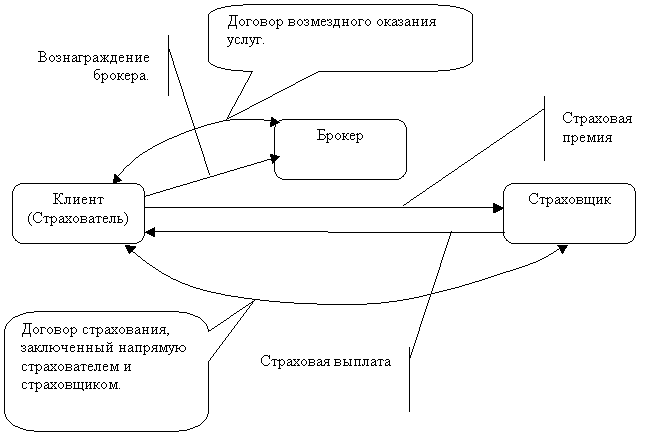 Договор возмездного оказания
услуг.
Вознаграждение
брокера.
Страховая
премия
Брокер
Клиент
(Страхователь)
Страховщик
Договор страхования,
заключенный напрямую
страхователем и
страховщиком.
Страховая выплата